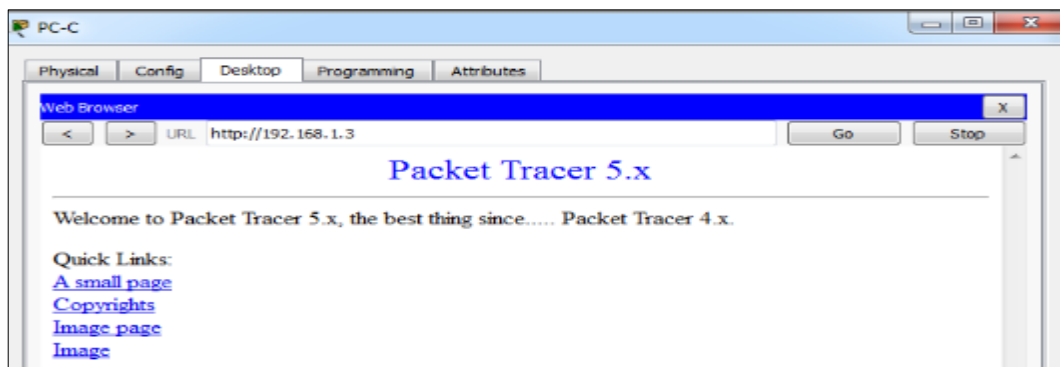 PC-C
Physical Config Desktop Programming Attributes
Web Browser X
< > URL http://192.168.1.3 Go Stop
Packet Tracer 5.x
Welcome to Packet Tracer 5.x, the best thing since..... Packet Tracer 4.x.
Quick Links:
A small page
Copyrights
Image page
Image